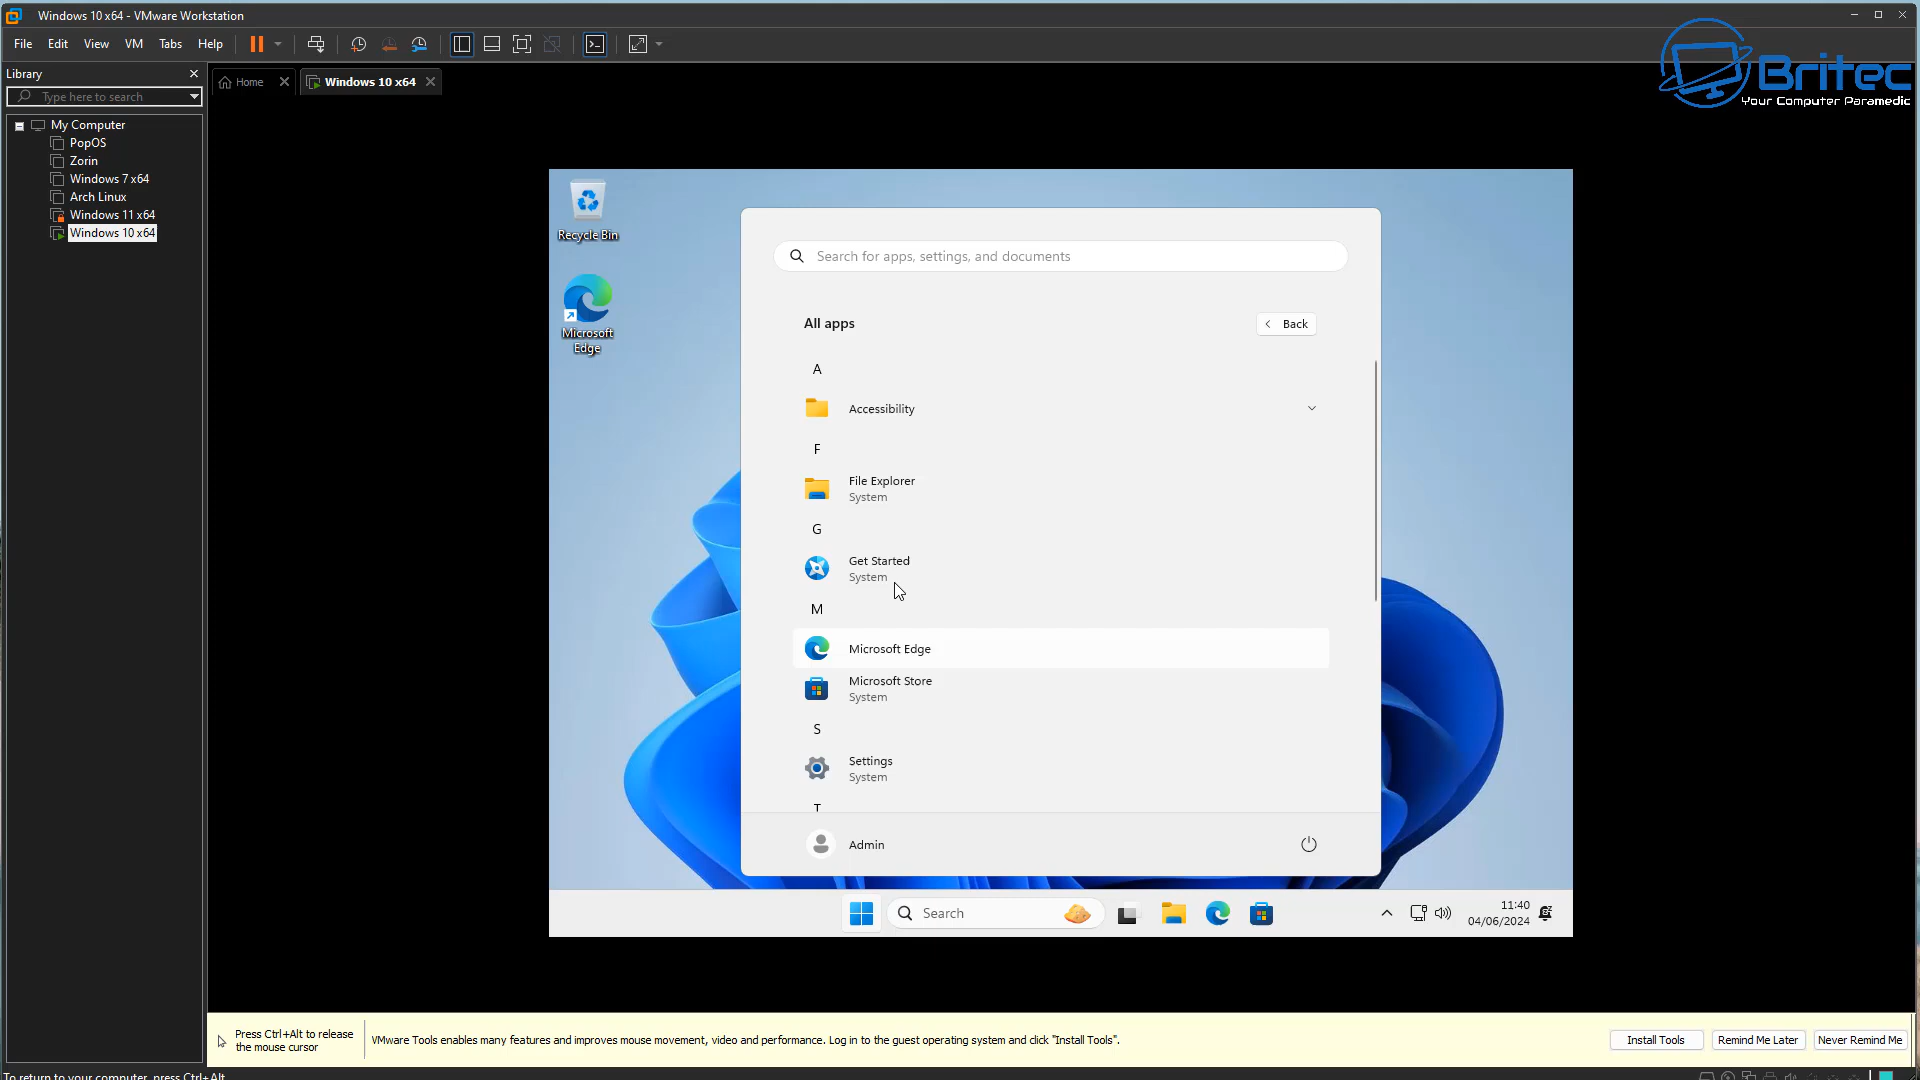 Windows 10 x64 - VMware Workstation
File Edit View VM Tabs Help
Britec
Your Computer Paramedic
Library
Type here to search
Home
Windows 10 x64
My Computer
PopOS
Zorin
Windows 7 x64
Arch Linux
Windows 11 x64
Windows 10 x64
Recycle Bin
Microsoft
Edge
Search for apps, settings, and documents
All apps
Back
A
Accessibility
F
File Explorer
System
G
Get Started
System
M
Microsoft Edge
Microsoft Store
System
S
Settings
System
T
Admin
Search
11:40
04/06/2024
Press Ctrl+Alt to release
the mouse cursor
VMware Tools enables many features and improves mouse movement, video and performance. Log in to the guest operating system and click "Install Tools".
Install Tools
Remind Me Later
Never Remind Me
To return to your computer, press Ctrl+Alt.